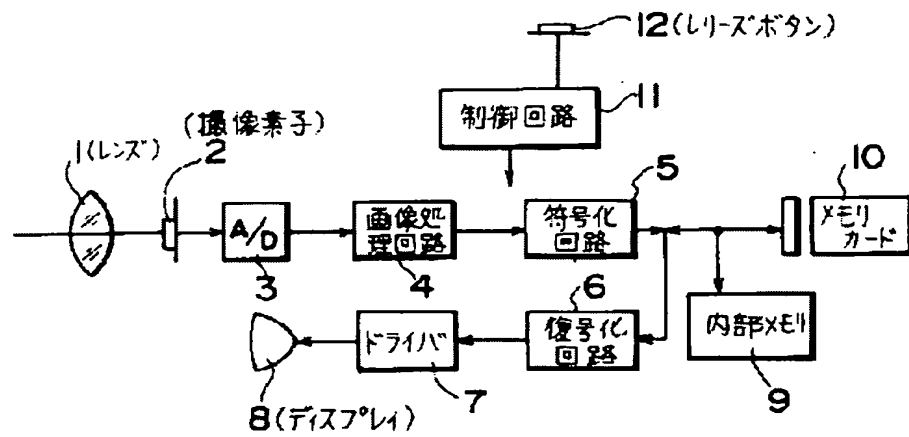 12(レリーズボタン)
制御回路
11
(撮像素子)
1(レンズ)
2
5
10
A/D
画像処
理回路
符号化
回路
メモリ
カード
3
4
6
ドライバ
復号化
回路
内部メモリ
8(ディスプレイ)
7
9